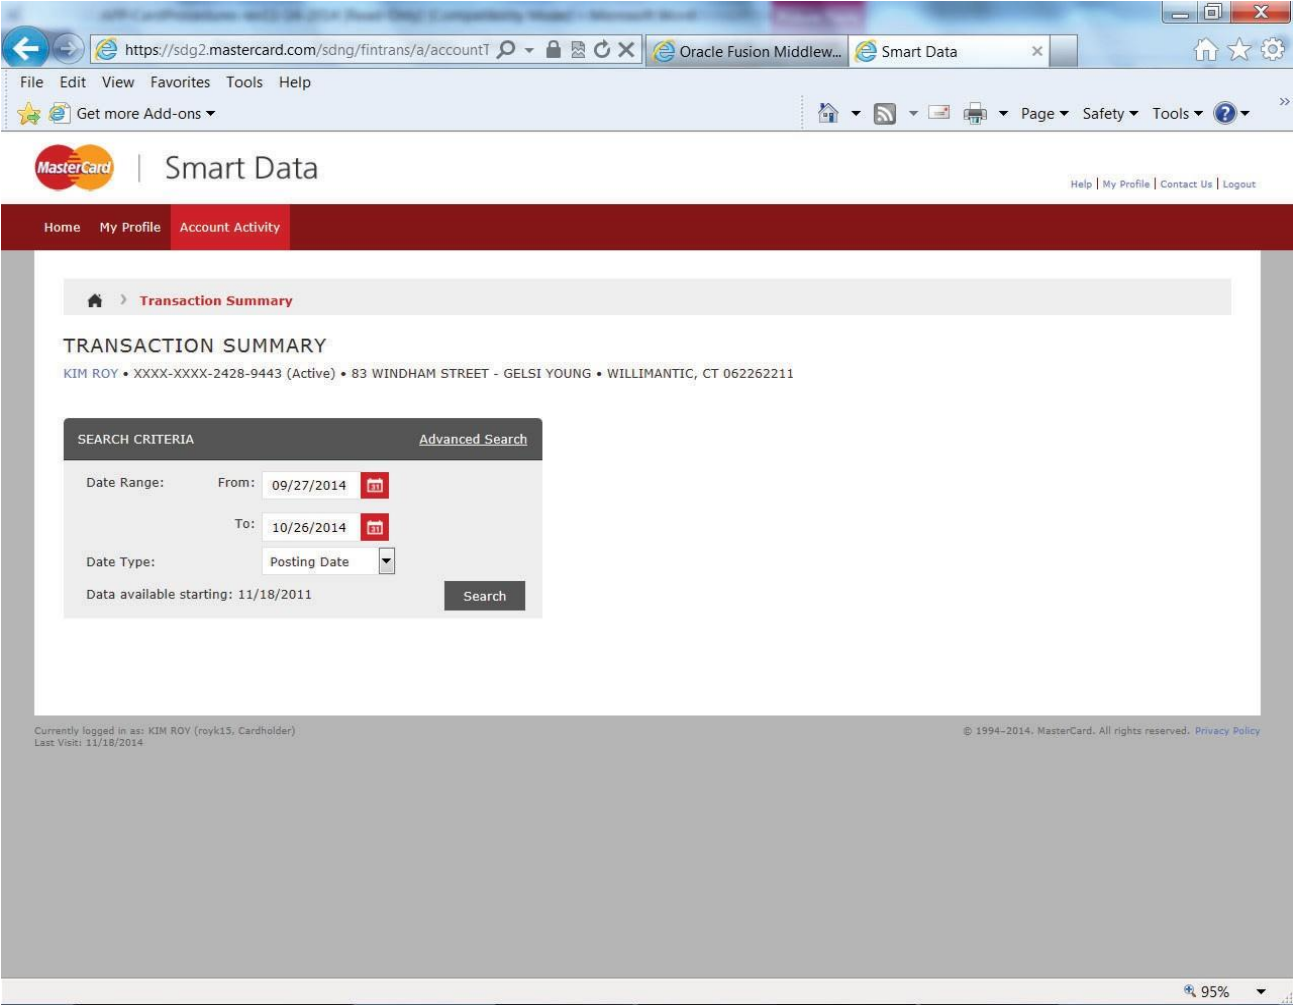 https://sdg2.mastercard.com/sdng/fintrans/a/account
Oracle Fusion Middlew...
Smart Data
File Edit View Favorites Tools Help
Get more Add-ons
Page Safety Tools
MasterCard
Smart Data
Help | My Profile | Contact Us | Logout
Home My Profile Account Activity
Transaction Summary
TRANSACTION SUMMARY
KIM ROY • XXXX-XXXX-2428-9443 (Active) • 83 WINDHAM STREET - GELSI YOUNG • WILLIMANTIC, CT 062262211
SEARCH CRITERIA Advanced Search
Date Range: From: 09/27/2014
To: 10/26/2014
Date Type: Posting Date
Data available starting: 11/18/2011 Search
Currently logged in as: KIM ROY (royk15, Cardholder) © 1994-2014. MasterCard. All rights reserved. Privacy Policy
Last Visit: 11/18/2014
95%